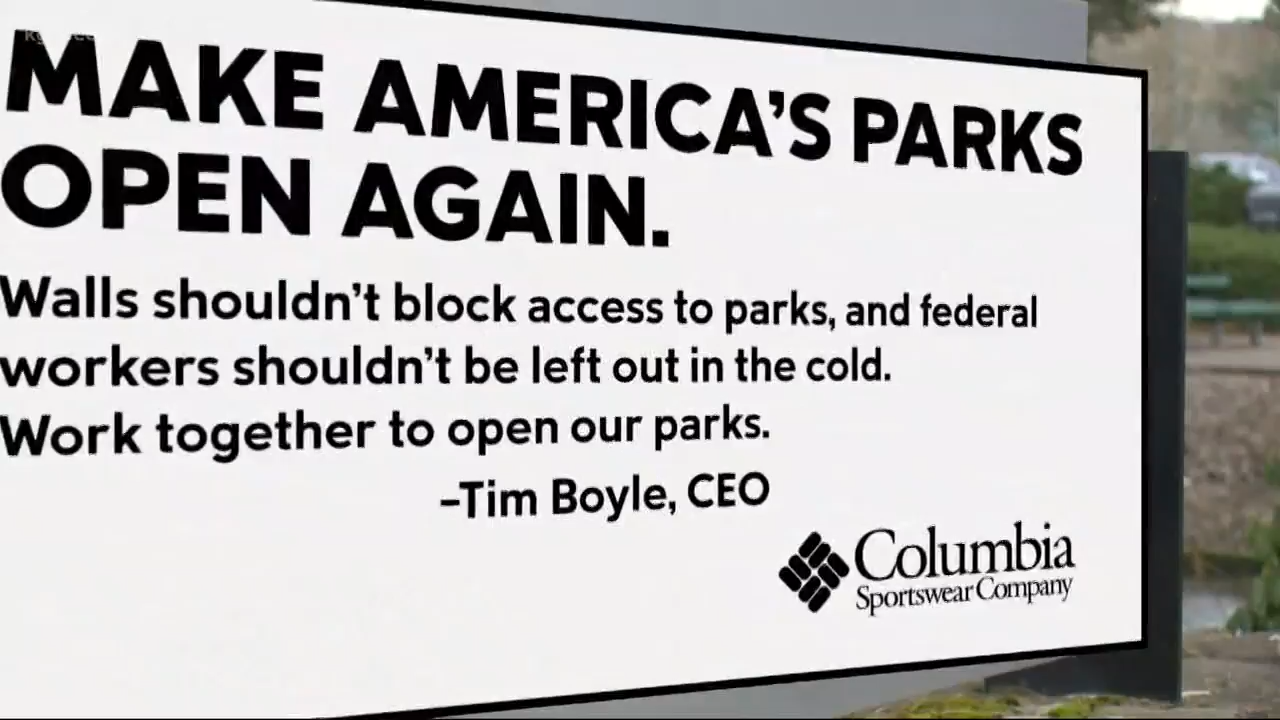 MAKE AMERICA'S PARKS
OPEN AGAIN.
Walls shouldn't block access to parks, and federal
workers shouldn't be left out in the cold.
Work together to open our parks.
–Tim Boyle, CEO
Columbia
Sportswear Company